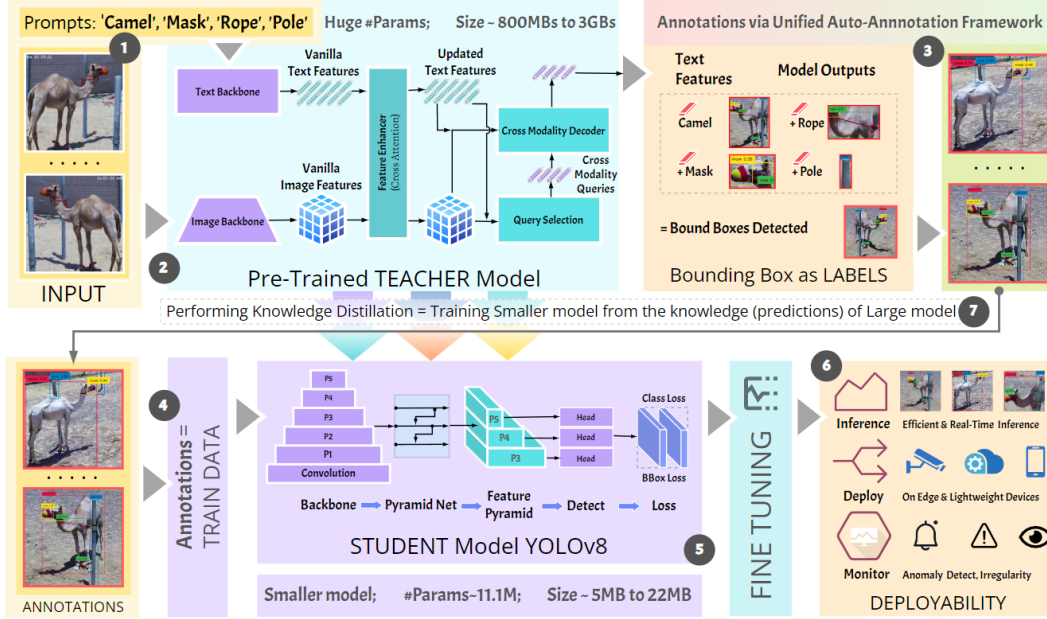 Prompts: 'Camel', 'Mask', 'Rope', 'Pole'
Huge #Params; Size ~ 800MBs to 3GBs
Annotations via Unified Auto-Annnotation Framework
1
Text Backbone
Vanilla
Text Features
Updated
Text Features
Feature Enhancer
(Cross Attention)
Cross Modality Decoder
Cross
Modality
Queries
Vanilla
Image Features
Image Backbone
Query Selection
2
INPUT
Pre-Trained TEACHER Model
3
Text
Features
Model Outputs
Camel
+ Rope
+ Mask
+ Pole
= Bound Boxes Detected
Bounding Box as LABELS
Performing Knowledge Distillation = Training Smaller model from the knowledge (predictions) of Large model
7
4
Annotations =
TRAIN DATA
ANNOTATIONS
P5
P4
P3
P2
P1
Convolution
P5
P4
P3
Head
Head
Head
Class Loss
BBox Loss
Backbone
Pyramid Net
Feature
Pyramid
Detect
Loss
STUDENT Model YOLOv8
5
Smaller model; #Params~11.1M; Size ~ 5MB to 22MB
FINE TUNING
6
Inference
Efficient & Real-Time Inference
Deploy
On Edge & Lightweight Devices
Monitor
Anomaly Detect, Irregularity
DEPLOYABILITY